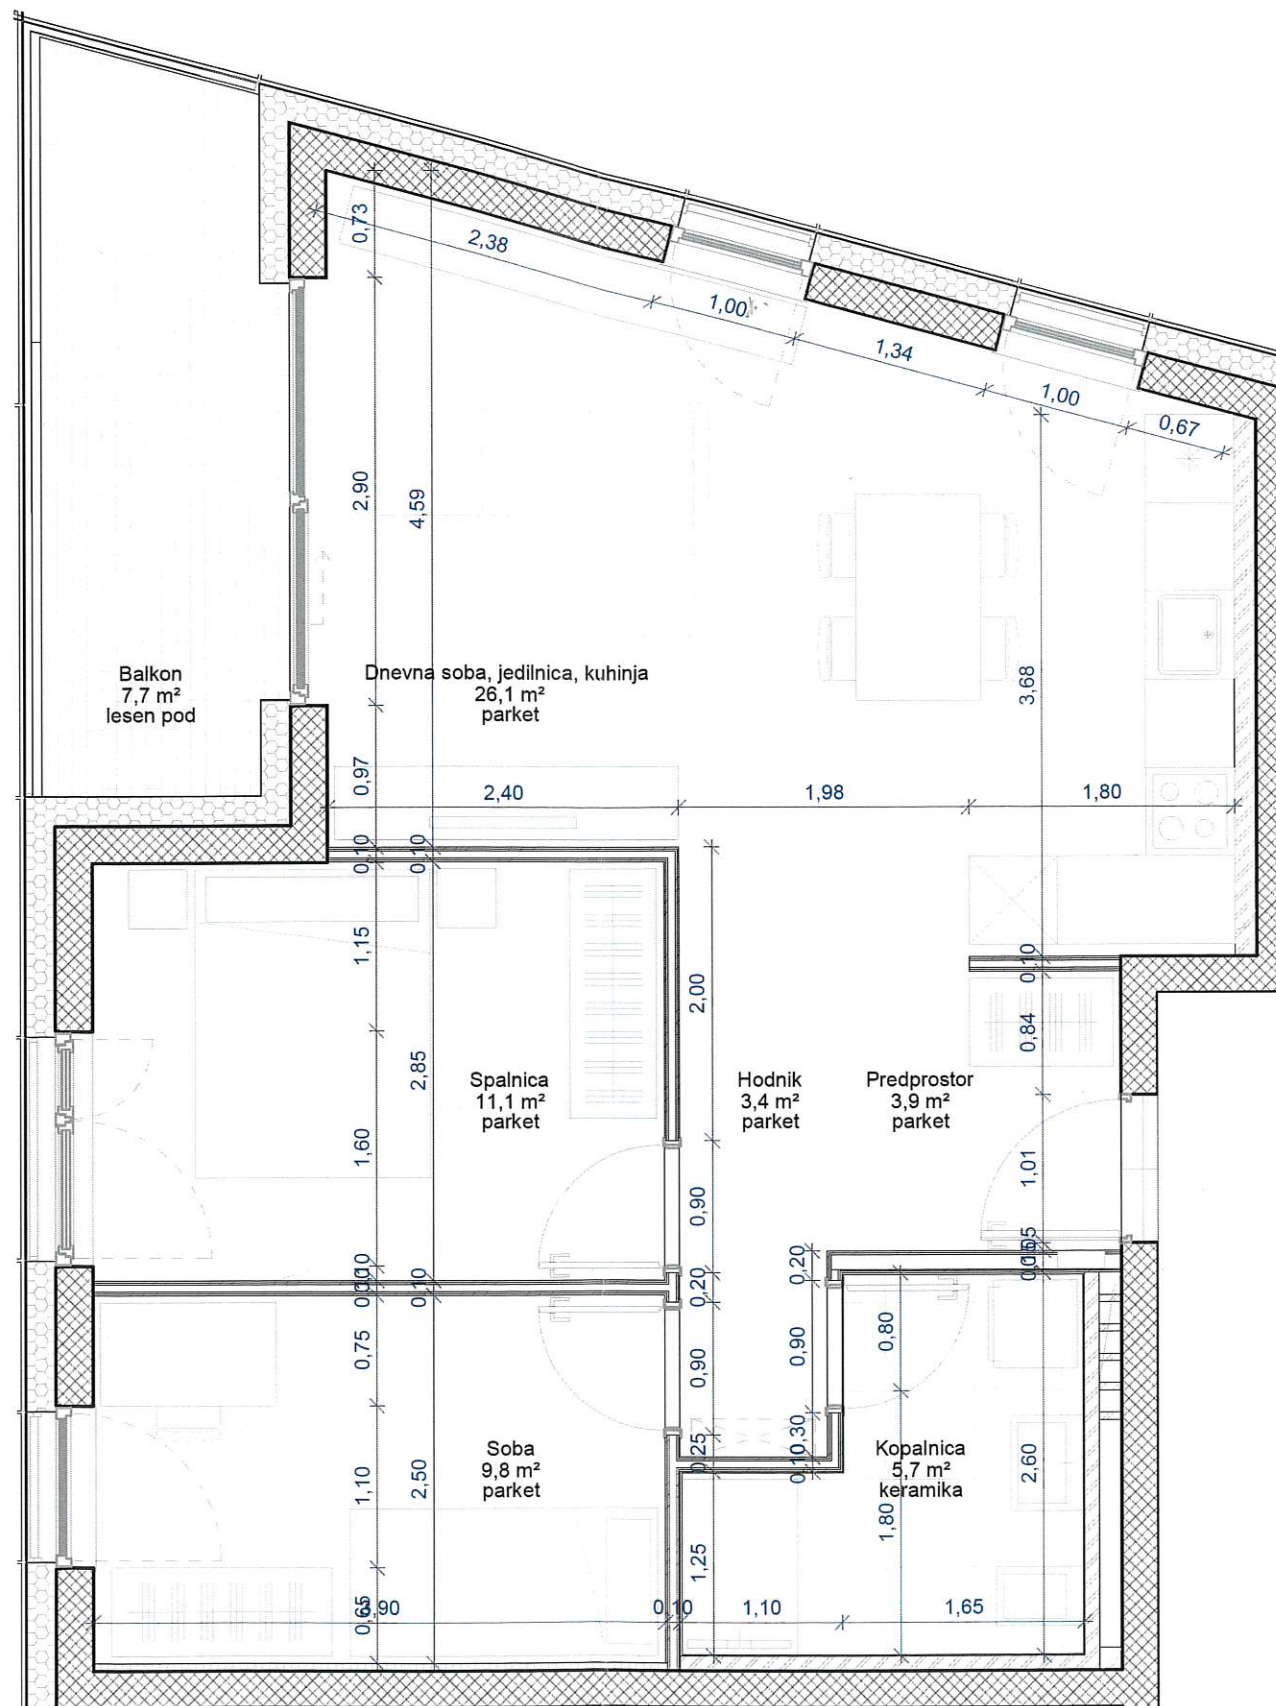 0,73
2,38
1,00
1,34
1,00
0,67
2,90
4,59
3,68
Balkon
7,7 m²
lesen pod
Dnevna soba, jedilnica, kuhinja
26,1 m²
parket
0,97
2,40
1,98
1,80
0,10
0,10
0,10
1,15
2,00
0,84
2,85
Spalnica
11,1 m²
parket
Hodnik
3,4 m²
parket
Predprostor
3,9 m²
parket
1,60
0,90
1,01
0,20
0,10
0,20
0,75
0,90
0,90
0,80
Soba
9,8 m²
parket
Kopalnica
5,7 m²
keramika
1,10
2,50
0,25
0,30
0,10
2,60
1,80
1,25
0,65
3,90
0,10
1,10
1,65